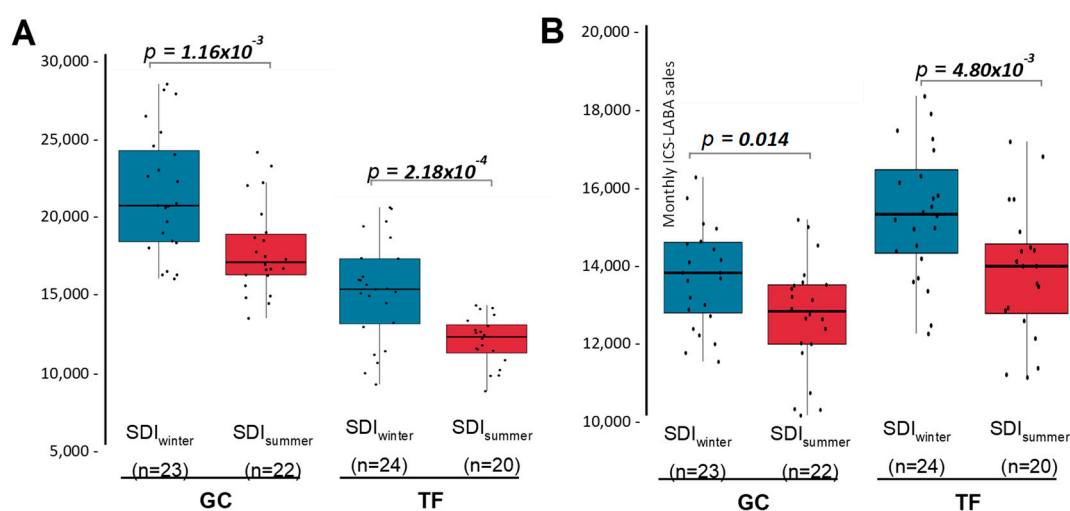 A
30,000 -
25,000 -
20,000 -
15,000 -
10,000 -
5,000 -
p = 1.16x10-3
p = 2.18x10-4
SDIwinter
(n=23)
SDIsummer
(n=22)
SDIwinter
(n=24)
SDIsummer
(n=20)
GC
TF
B
20,000 -
18,000 -
16,000 -
14,000 -
12,000 -
10,000 -
Monthly ICS-LABA sales
p = 0.014
p = 4.80x10-3
SDIwinter
(n=23)
SDIsummer
(n=22)
SDIwinter
(n=24)
SDIsummer
(n=20)
GC
TF